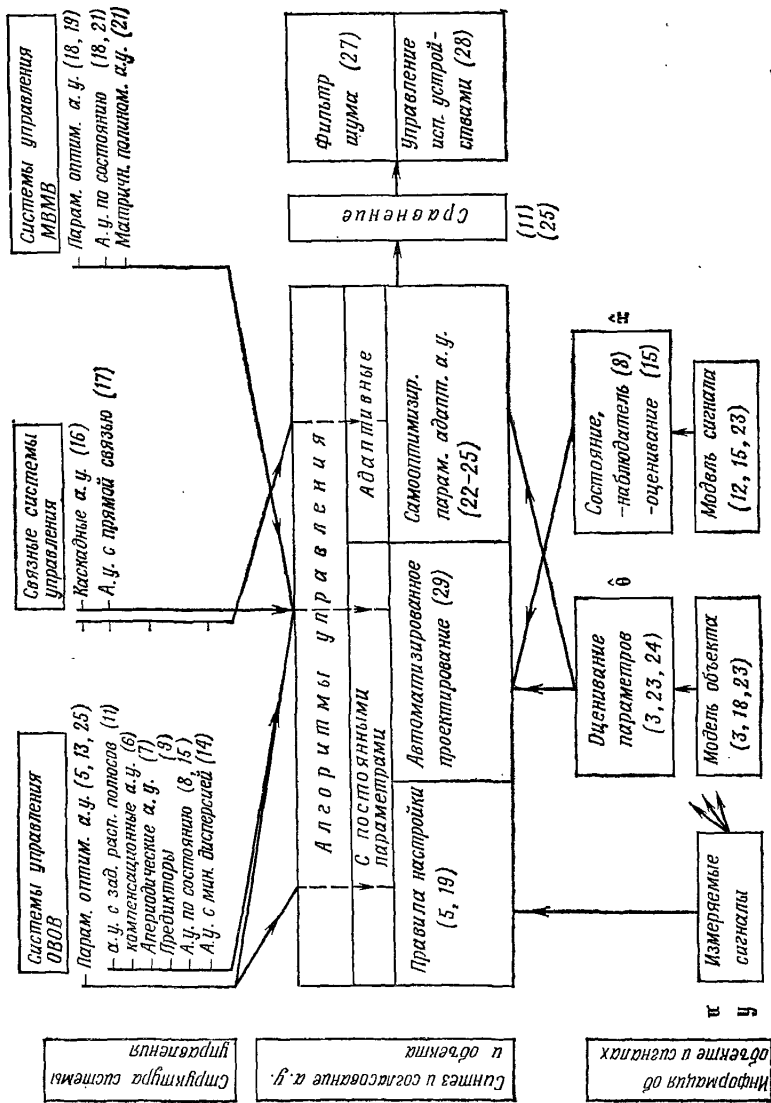 Структура системы
управления
Системы управления
ОВОВ
Парам. оптим. а.у. (5, 13, 25)
а.у. с зад. расп. полюсов (11)
компенсационные а.у. (6)
Апериодические а.у. (7)
Предикторы (9)
А.у. по состоянию (8, 15)
А.у. с мин. дисперсией (14)
Связные системы
управления
Каскадные а.у. (16)
А.у. с прямой связью (17)
Системы управления
МВМВ
Парам. оптим. а.у. (18, 19)
А.у. по состоянию (18, 21)
Матричн. полином. а.у. (21)
Синтез и согласование а.у.
и объекта
Алгоритмы управления
С постоянными
параметрами
Адаптивные
Правила настройки
(5, 19)
Автоматизированное
проектирование (29)
Самооптимизир.
парам. адапт. а.у.
(22-25)
Сравнение
(11)
(25)
Фильтр
шума (27)
Управление
исп. устрой-
ствами (28)
Информация об
объекте и сигналах
u
y
Измеряемые
сигналы
Оценивание
параметров
(3, 23, 24)
θ̂
Модель объекта
(3, 18, 23)
Состояние,
-наблюдатель (8)
-оценивание (15)
Модель сигнала
(12, 15, 23)